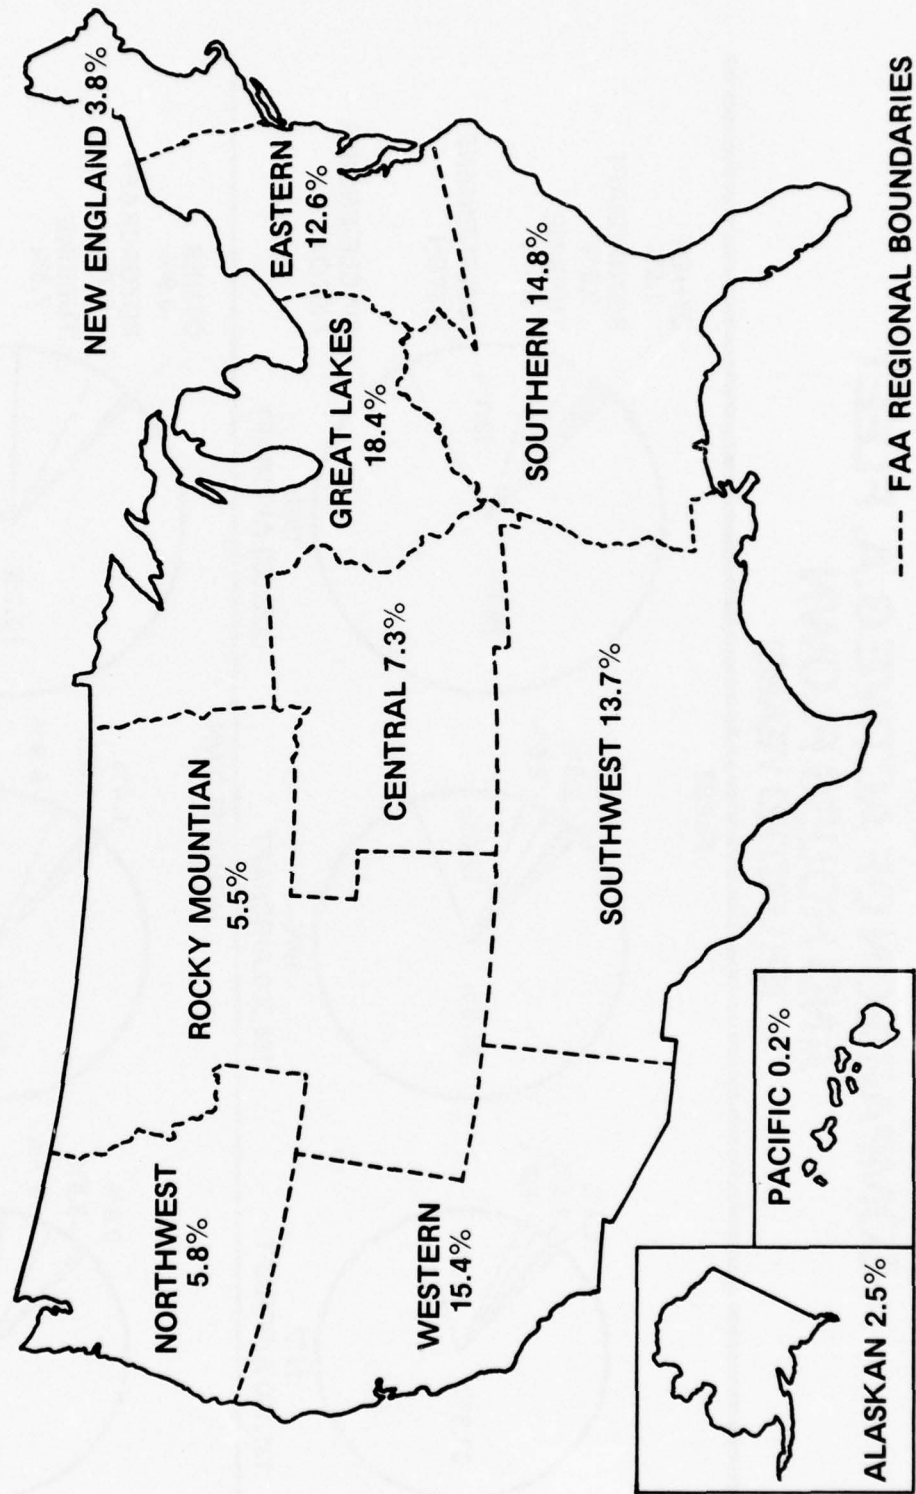 NEW ENGLAND 3.8%
EASTERN
12.6%
GREAT LAKES
18.4%
SOUTHERN 14.8%
ROCKY MOUNTIAN
5.5%
CENTRAL 7.3%
SOUTHWEST 13.7%
NORTHWEST
5.8%
WESTERN
15.4%
ALASKAN 2.5%
PACIFIC 0.2%
---- FAA REGIONAL BOUNDARIES